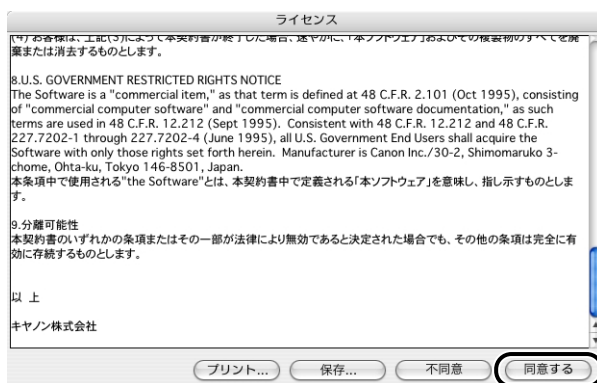 ライセンス
(4) お客様は、上記(3)によって本契約書が終了した場合、速やかに、「本ソフトウェア」およびその複製物のすべてを廃
棄または消去するものとします。
8.U.S. GOVERNMENT RESTRICTED RIGHTS NOTICE
The Software is a "commercial item," as that term is defined at 48 C.F.R. 2.101 (Oct 1995), consisting
of "commercial computer software" and "commercial computer software documentation," as such
terms are used in 48 C.F.R. 12.212 (Sept 1995).  Consistent with 48 C.F.R. 12.212 and 48 C.F.R.
227.7202-1 through 227.7202-4 (June 1995), all U.S. Government End Users shall acquire the
Software with only those rights set forth herein.  Manufacturer is Canon Inc./30-2, Shimomaruko 3-
chome, Ohta-ku, Tokyo 146-8501, Japan.
本条項中で使用される"the Software"とは、本契約書中で定義される「本ソフトウェア」を意味し、指し示すものとしま
す。
9.分離可能性
本契約書のいずれかの条項またはその一部が法律により無効であると決定された場合でも、その他の条項は完全に有
効に存続するものとします。
以 上
キヤノン株式会社
プリント... 保存... 不同意 同意する